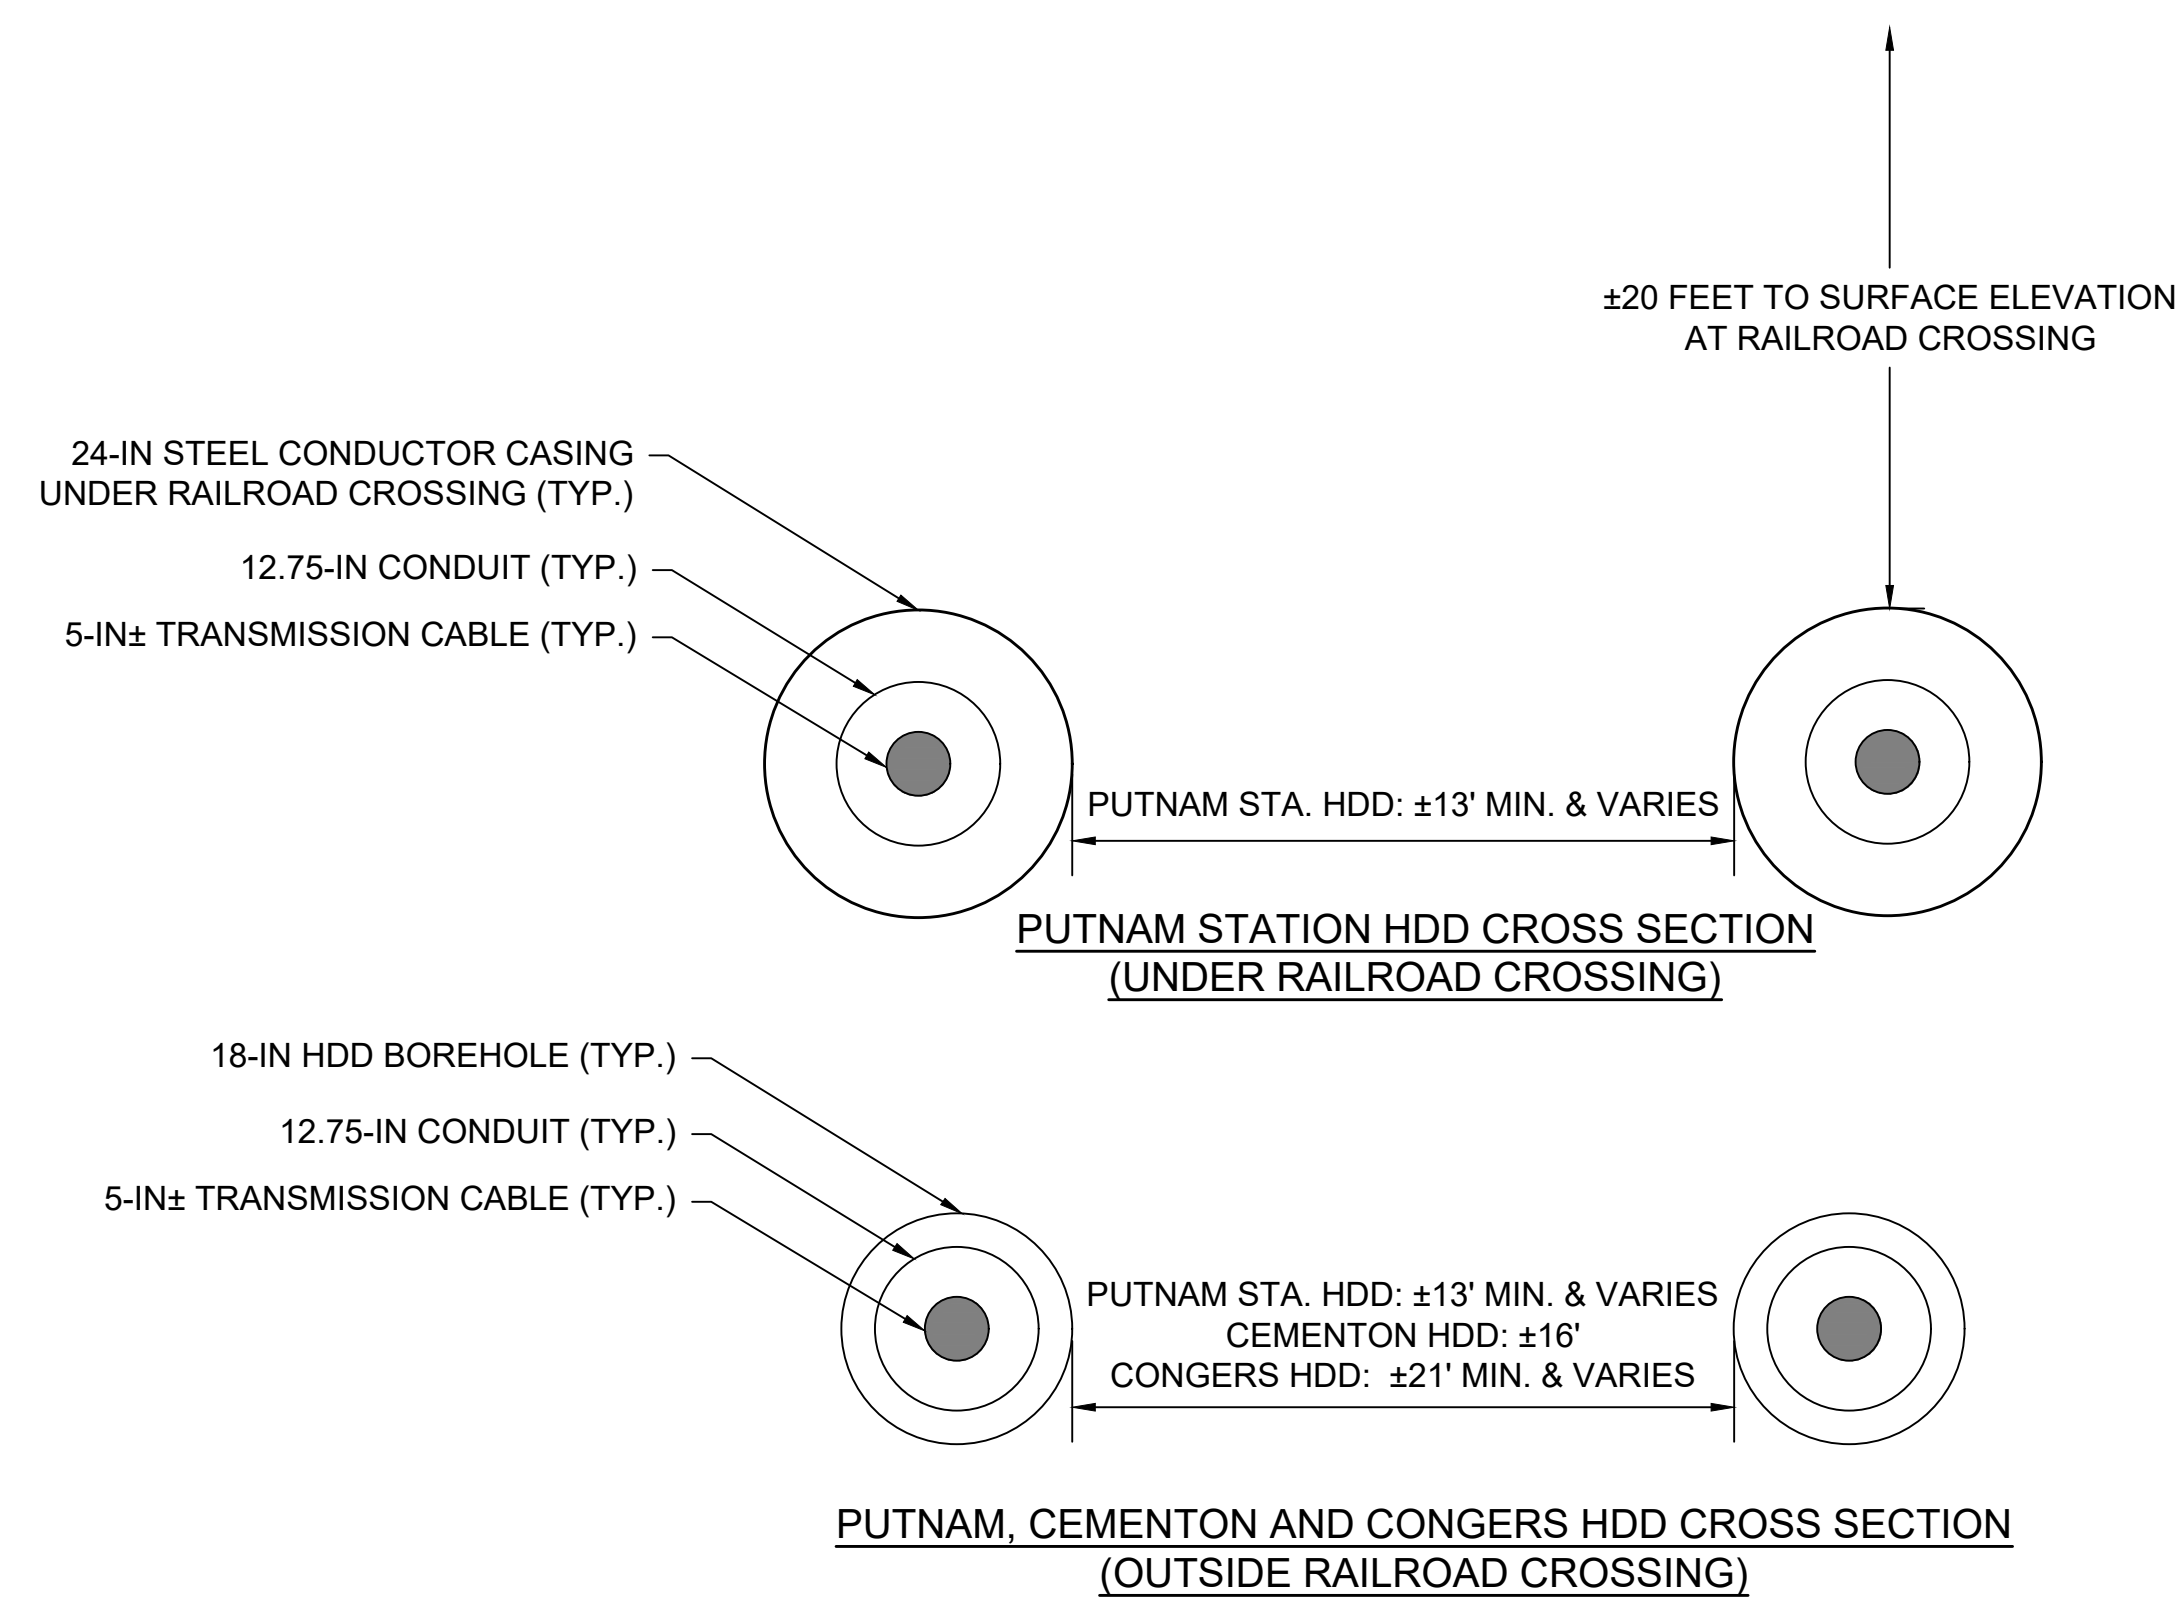 ±20 FEET TO SURFACE ELEVATION
AT RAILROAD CROSSING
24-IN STEEL CONDUCTOR CASING
UNDER RAILROAD CROSSING (TYP.)
12.75-IN CONDUIT (TYP.)
5-IN± TRANSMISSION CABLE (TYP.)
PUTNAM STA. HDD: ±13' MIN. & VARIES
PUTNAM STATION HDD CROSS SECTION
(UNDER RAILROAD CROSSING)
18-IN HDD BOREHOLE (TYP.)
12.75-IN CONDUIT (TYP.)
5-IN± TRANSMISSION CABLE (TYP.)
PUTNAM STA. HDD: ±13' MIN. & VARIES
CEMENTON HDD: ±16'
CONGERS HDD: ±21' MIN. & VARIES
PUTNAM, CEMENTON AND CONGERS HDD CROSS SECTION
(OUTSIDE RAILROAD CROSSING)